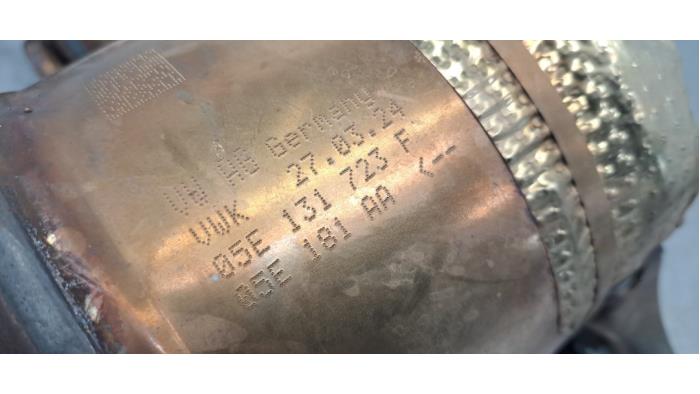 VW AG Germany
VWK 27.03.24
05E 131 723 F
05E 181 AA <--